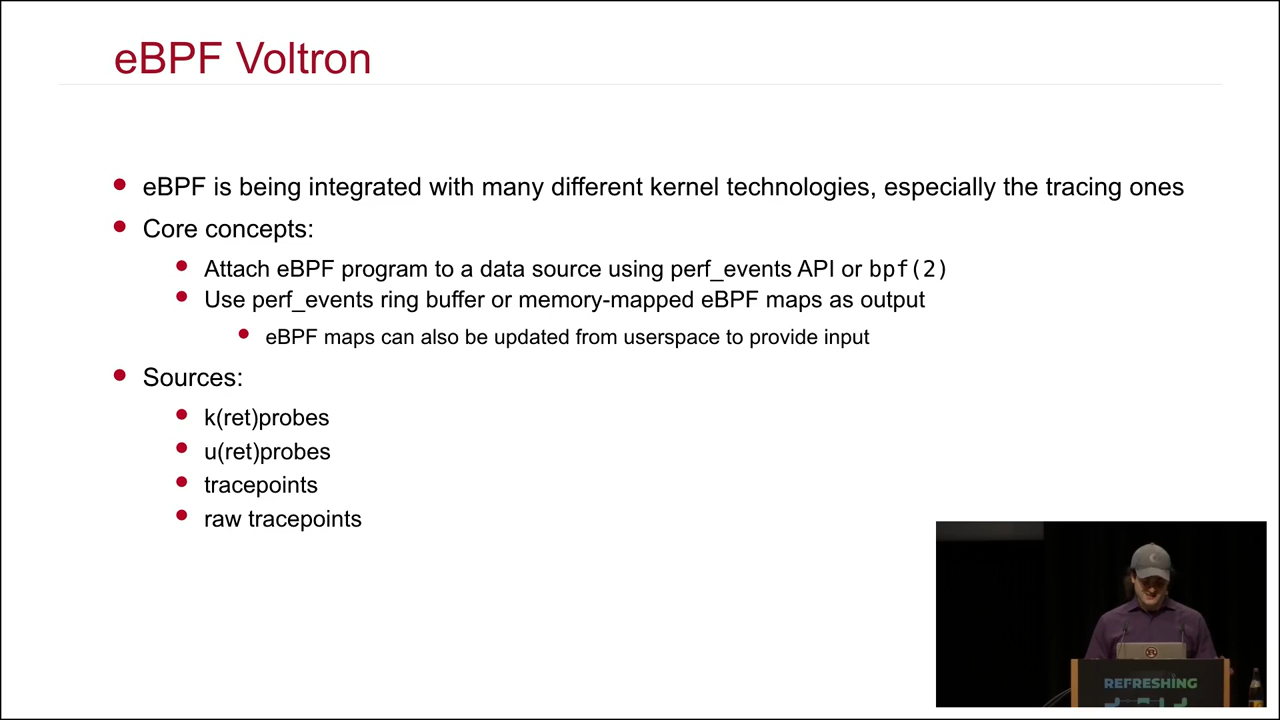 eBPF Voltron
eBPF is being integrated with many different kernel technologies, especially the tracing ones
Core concepts:
Attach eBPF program to a data source using perf_events API or bpf(2)
Use perf_events ring buffer or memory-mapped eBPF maps as output
eBPF maps can also be updated from userspace to provide input
Sources:
k(ret)probes
u(ret)probes
tracepoints
raw tracepoints
REFRESHING